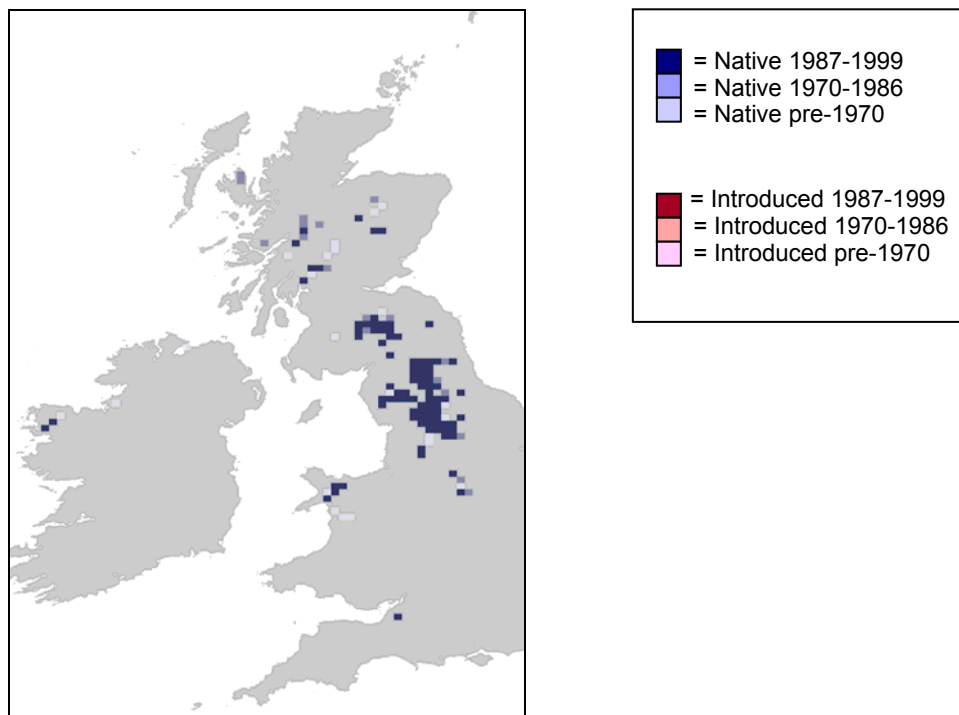 = Native 1987-1999
= Native 1970-1986
= Native pre-1970
= Introduced 1987-1999
= Introduced 1970-1986
= Introduced pre-1970